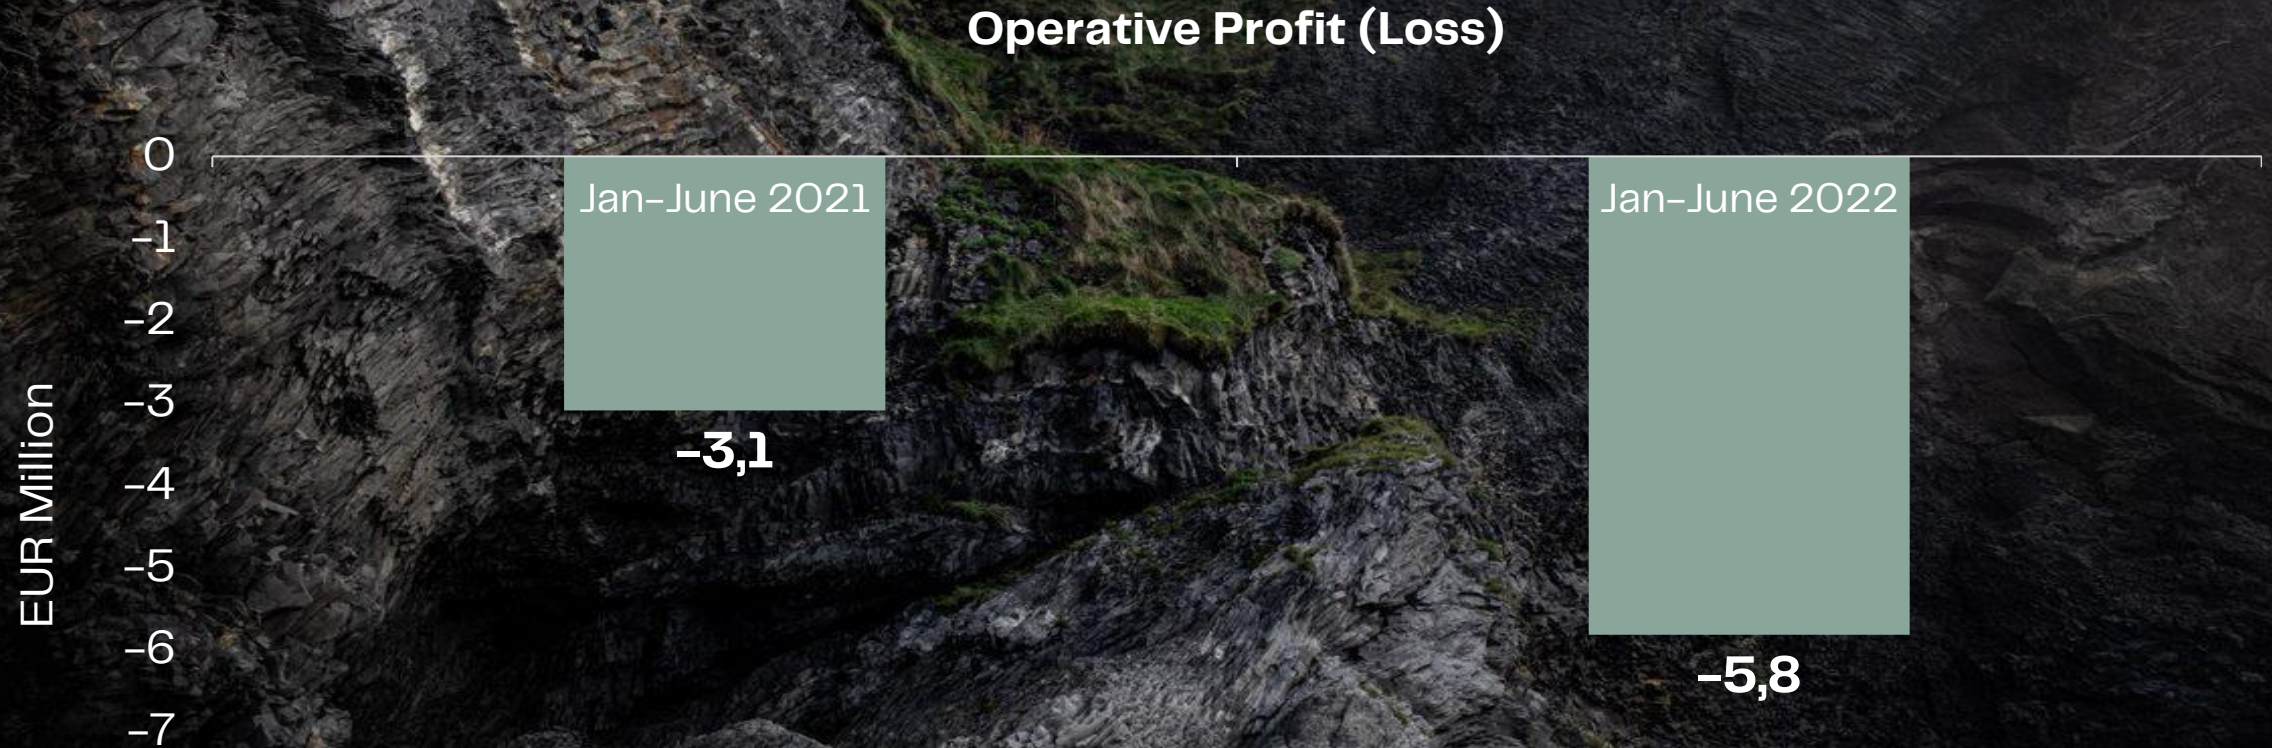 Operative Profit (Loss)
0
-1
-2
-3
-4
-5
-6
-7
EUR Million
Jan-June 2021
-3,1
Jan-June 2022
-5,8